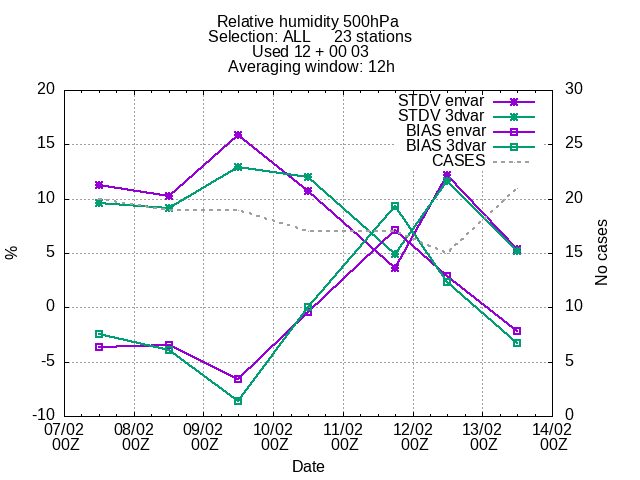 Relative humidity 500hPa
Selection: ALL 23 stations
Used 12 + 00 03
Averaging window: 12h
STDV envar
STDV 3dvar
BIAS envar
BIAS 3dvar
CASES
20
15
10
5
0
-5
-10
%
30
25
20
15
10
5
0
No cases
07/02 08/02 09/02 10/02 11/02 12/02 13/02 14/02
00Z 00Z 00Z 00Z 00Z 00Z 00Z 00Z
Date